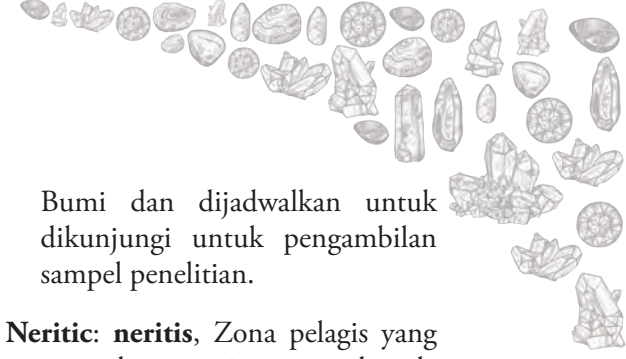 Bumi dan dijadwalkan untuk
dikunjungi untuk pengambilan
sampel penelitian.
Neritic: neritis, Zona pelagis yang